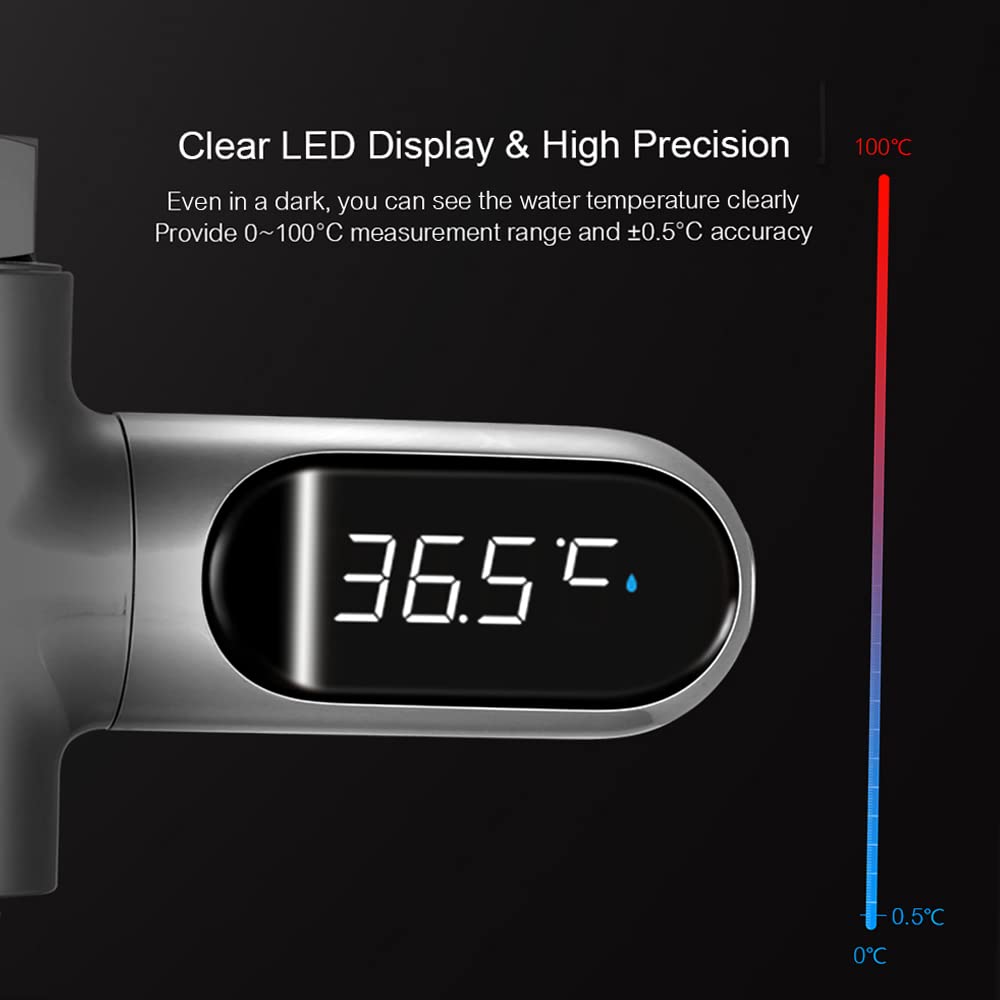 Clear LED Display & High Precision
Even in a dark, you can see the water temperature clearly
Provide 0~100°C measurement range and ±0.5°C accuracy
100℃
36.5℃
0.5℃
0℃